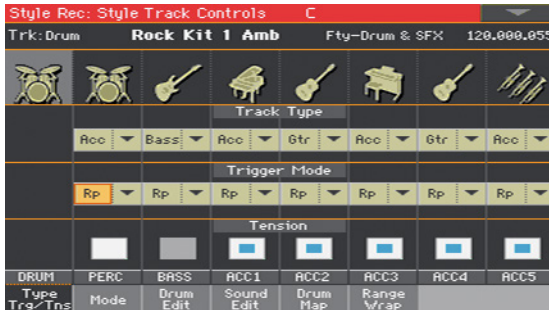 Style Rec: Style Track Controls C
Trk:Drum Rock Kit 1 Amb Fty-Drum & SFX 120.000.055
Track Type
Acc Bass Acc Gtr Acc Gtr Acc
Trigger Mode
Rp Rp Rp Rp Rp Rp Rp
Tension
DRUM PERC BASS ACC1 ACC2 ACC3 ACC4 ACC5
Type Mode Drum Sound Drum Range
Trg/Tns Edit Edit Map Wrap